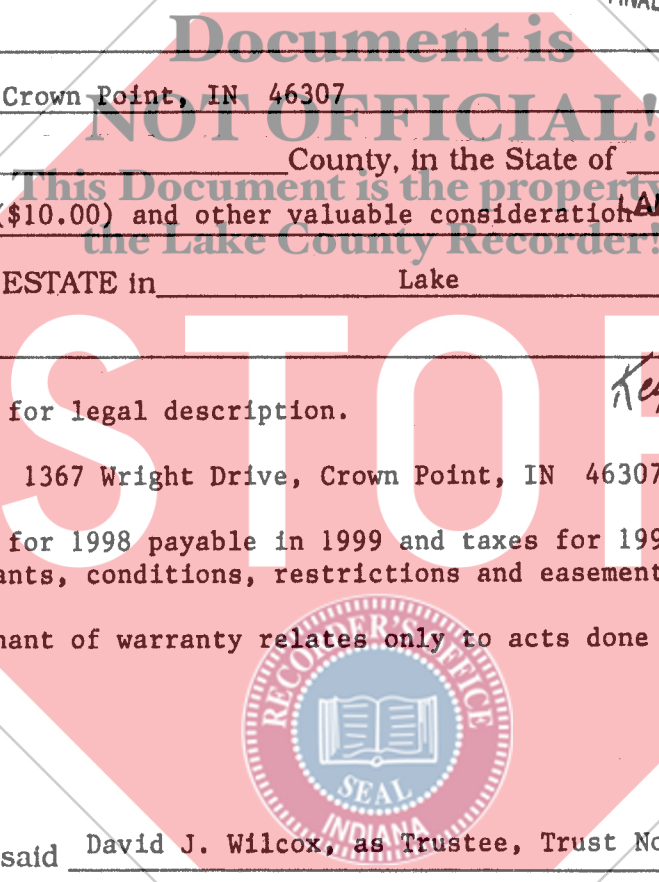 Document is
Crown Point, IN 46307
NOT OFFICIAL!
County, in the State of
This Document is the property
($10.00) and other valuable consideration
the Lake County Recorder!
ESTATE in Lake
STOP
for legal description.
1367 Wright Drive, Crown Point, IN 46307
for 1998 payable in 1999 and taxes for 199
ants, conditions, restrictions and easement
nant of warranty relates only to acts done
RECORDER'S OFFICE
SEAL
INDIANA
said David J. Wilcox, as Trustee, Trust No